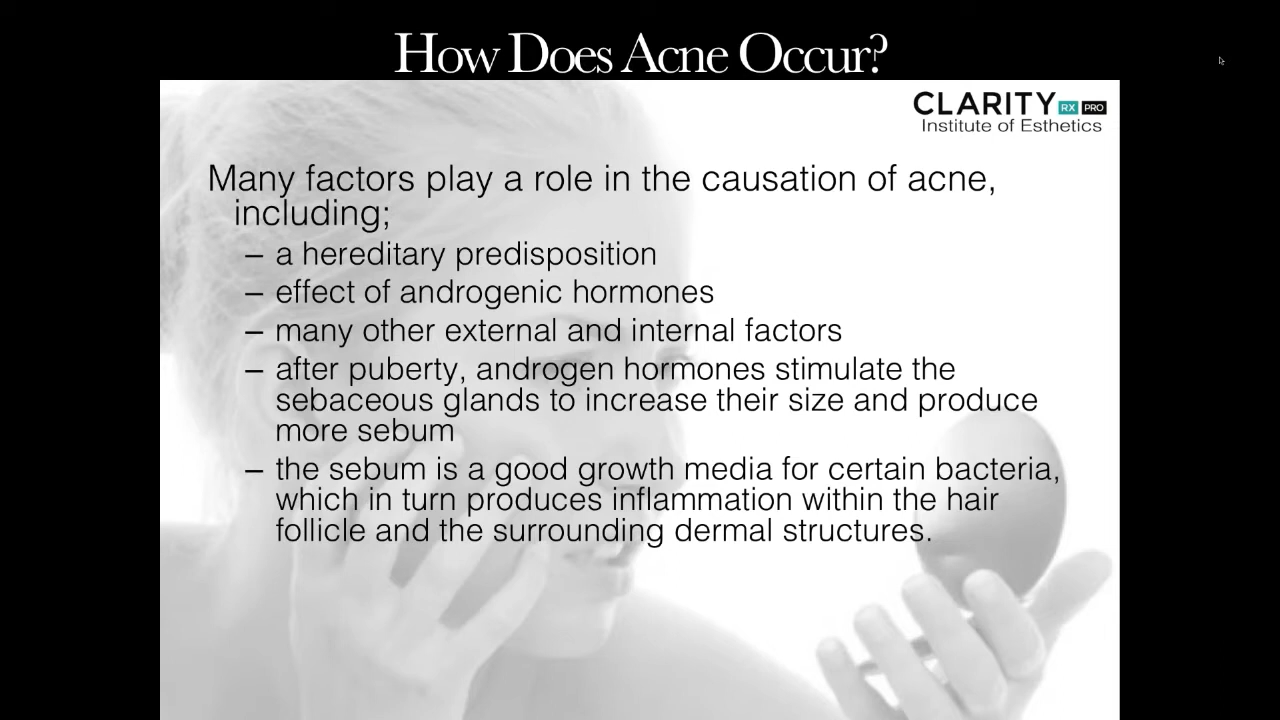 How Does Acne Occur?
CLARITY RX PRO
Institute of Esthetics
Many factors play a role in the causation of acne,
including;
– a hereditary predisposition
– effect of androgenic hormones
– many other external and internal factors
– after puberty, androgen hormones stimulate the
sebaceous glands to increase their size and produce
more sebum
– the sebum is a good growth media for certain bacteria,
which in turn produces inflammation within the hair
follicle and the surrounding dermal structures.